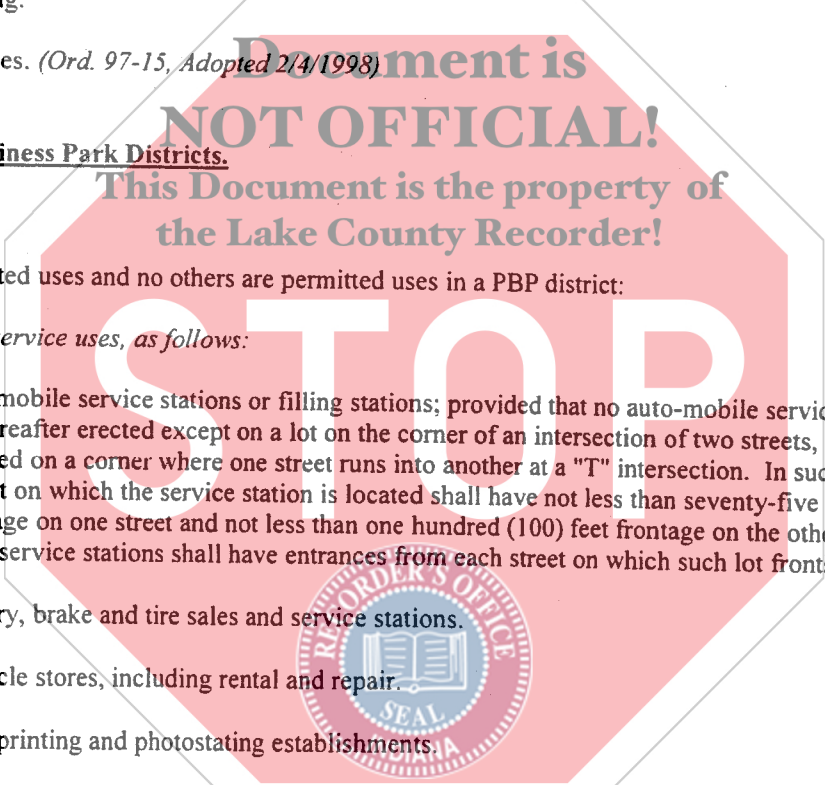 g.
es. (Ord. 97-15, Adopted 2/4/1998)
Document is
NOT OFFICIAL!
iness Park Districts.
This Document is the property of
the Lake County Recorder!
ted uses and no others are permitted uses in a PBP district:
ervice uses, as follows:
STOP
mobile service stations or filling stations; provided that no auto-mobile servic
reafter erected except on a lot on the corner of an intersection of two streets,
ed on a corner where one street runs into another at a "T" intersection. In suc
t on which the service station is located shall have not less than seventy-five
ge on one street and not less than one hundred (100) feet frontage on the othe
service stations shall have entrances from each street on which such lot fronts
ry, brake and tire sales and service stations.
cle stores, including rental and repair.
printing and photostating establishments.
RECORDER'S OFFICE
SEAL
INDIANA